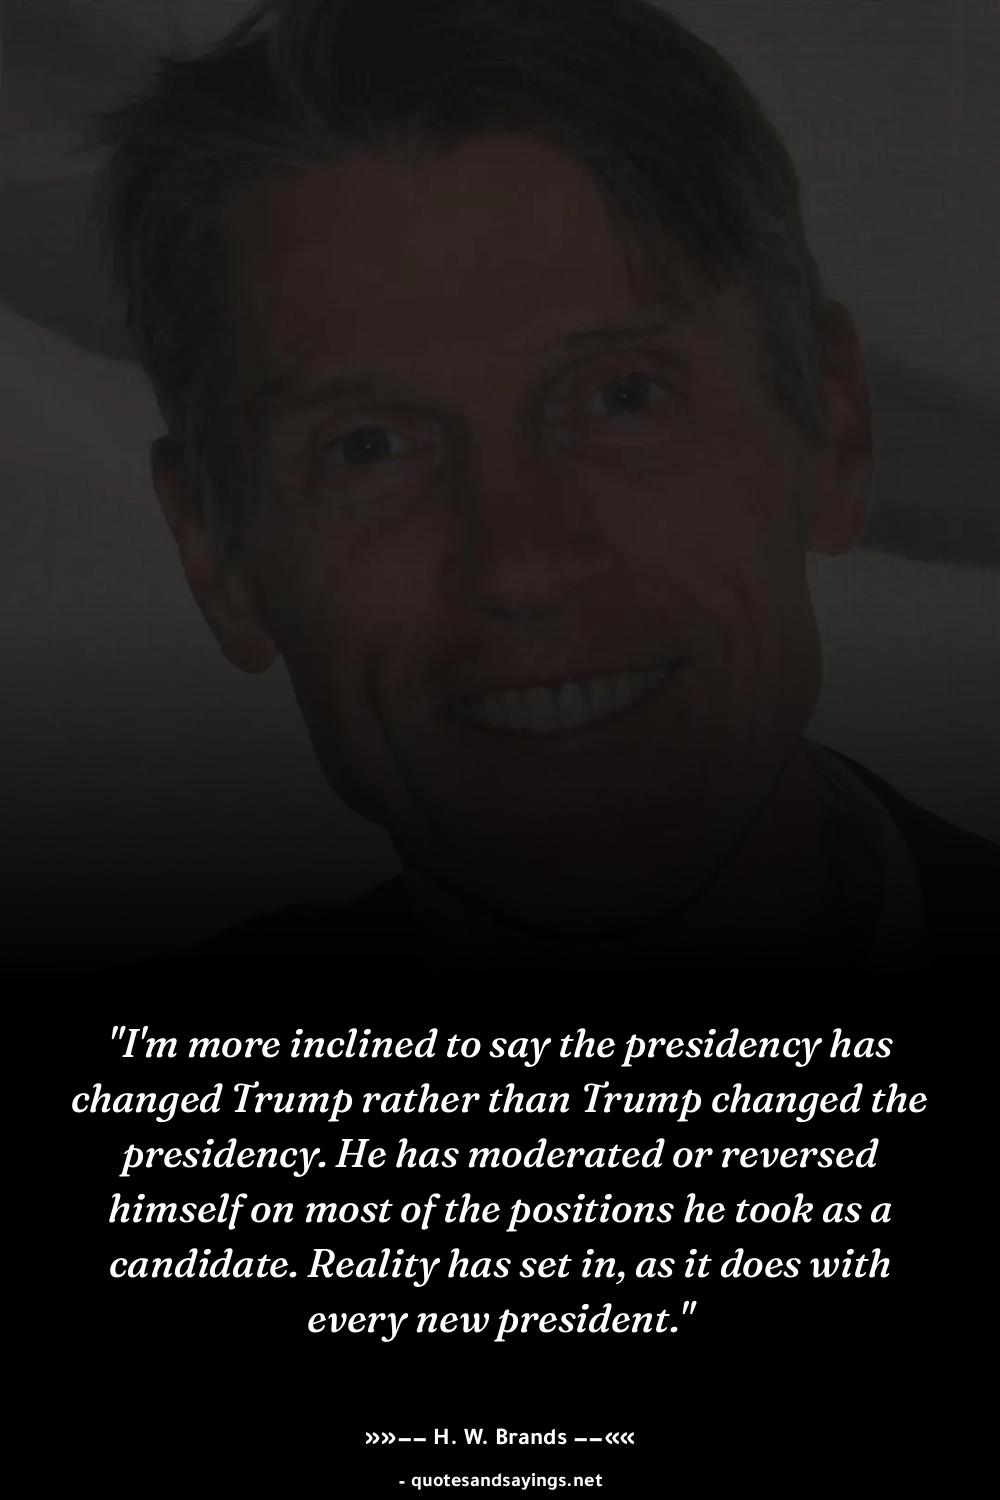 "I'm more inclined to say the presidency has
changed Trump rather than Trump changed the
presidency. He has moderated or reversed
himself on most of the positions he took as a
candidate. Reality has set in, as it does with
every new president."
»»−− H. W. Brands −−««
- quotesandsayings.net